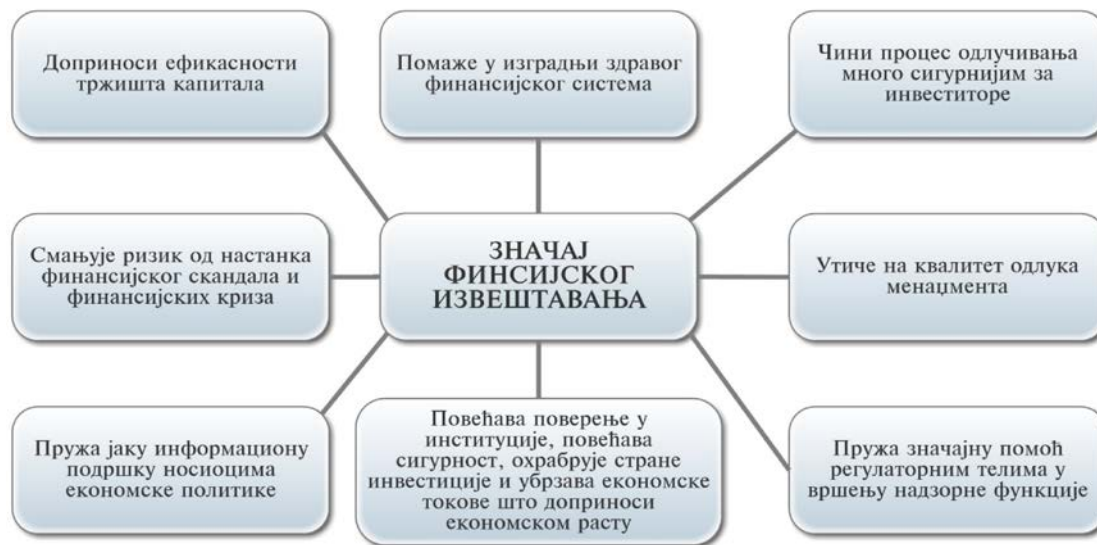 Доприноси ефикасности
тржишта капитала
Помаже у изградњи здравог
финансијског система
Чини процес одлучивања
много сигурнијим за
инвеститоре
Смањује ризик од настанка
финансијског скандала и
финансијских криза
ЗНАЧАЈ
ФИНСИЈСКОГ
ИЗВЕШТАВАЊА
Утиче на квалитет одлука
менаџмента
Пружа јаку информациону
подршку носиоцима
економске политике
Повећава поверење у
институције, повећава
сигурност, охрабрује стране
инвестиције и убрзава економске
токове што доприноси
економском расту
Пружа значајну помоћ
регулаторним телима у
вршењу надзорне функције